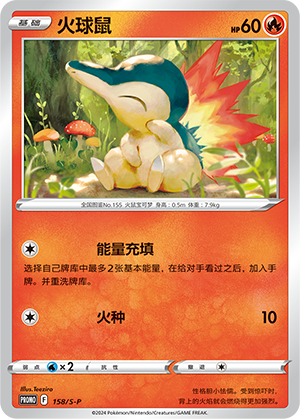 基础
火球鼠
HP60
全国图鉴No.155 火鼠宝可梦 身高:0.5m 体重:7.9kg
能量充填
选择自己牌库中最多2张基本能量，在给对手看过之后，加入手
牌。并重洗牌库。
火种 10
弱点 ×2 抗性 撤退
Illus.Teeziro
PROMO F 158/S-P
性格胆小怯懦。受到惊吓时，
背上的火焰就会燃烧得更加强烈。
©2024 Pokémon/Nintendo/Creatures/GAME FREAK.